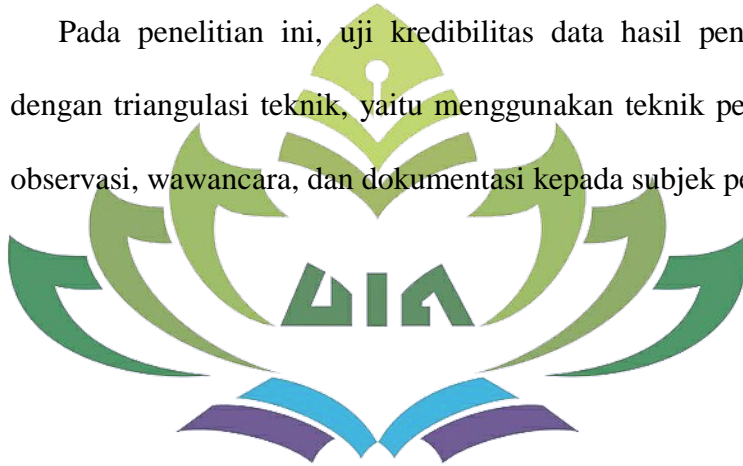 Pada penelitian ini, uji kredibilitas data hasil pen
dengan triangulasi teknik, yaitu menggunakan teknik pe
observasi, wawancara, dan dokumentasi kepada subjek pe
UIN